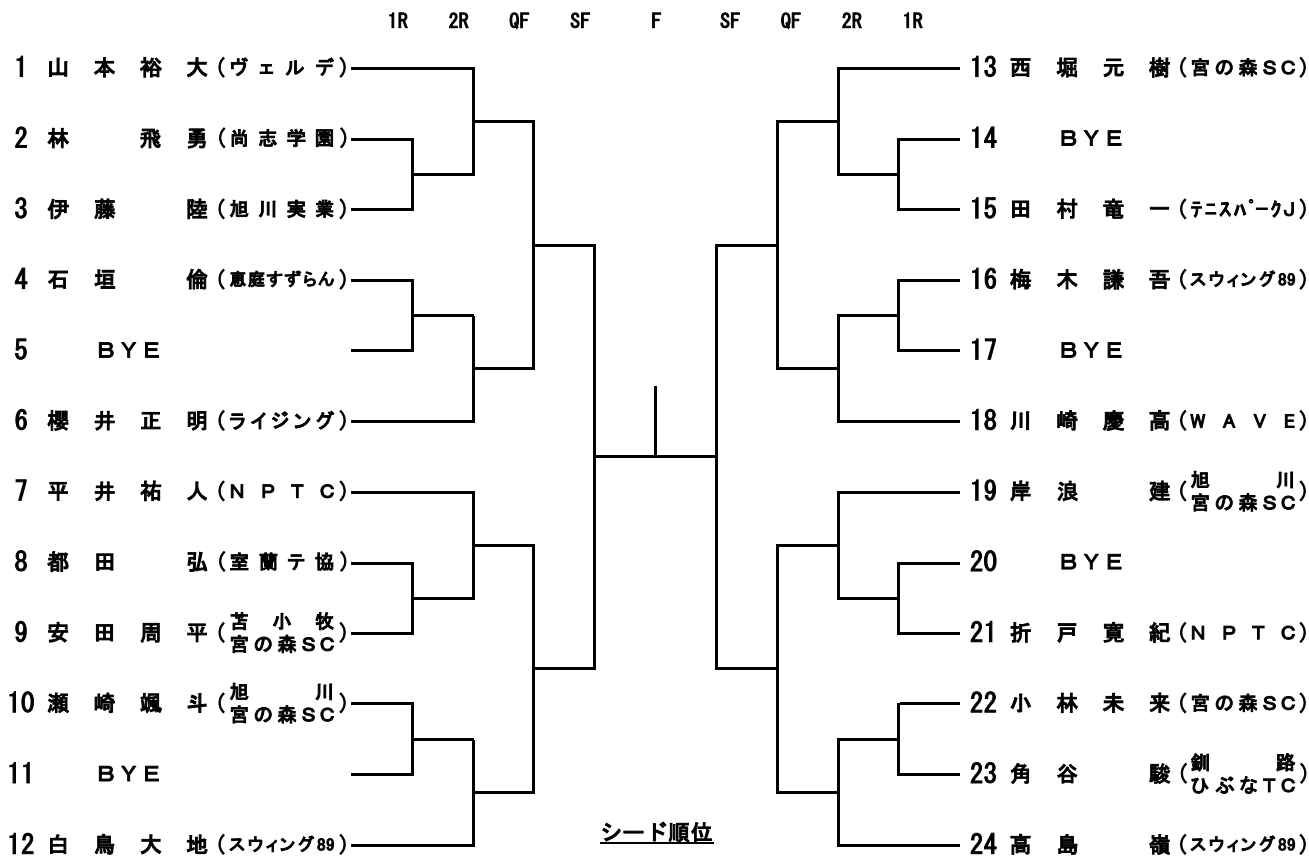 1R 2R QF SF F SF QF 2R 1R
1 山本裕大(ヴェルデ)
2 林飛勇(尚志学園)
3 伊藤陸(旭川実業)
4 石垣倫(恵庭すずらん)
5 BYE
6 櫻井正明(ライジング)
7 平井祐人(NPTC)
8 都田弘(室蘭テ協)
9 安田周平(苫小牧
宮の森SC)
10 瀬崎颯斗(旭川
宮の森SC)
11 BYE
12 白鳥大地(スウィング89)
シード順位
13 西堀元樹(宮の森SC)
14 BYE
15 田村竜一(テニスパークJ)
16 梅木謙吾(スウィング89)
17 BYE
18 川崎慶高(WAVE)
19 岸浪建(旭川
宮の森SC)
20 BYE
21 折戸寛紀(NPTC)
22 小林未来(宮の森SC)
23 角谷駿(釧路
ひぶなTC)
24 高島嶺(スウィング89)